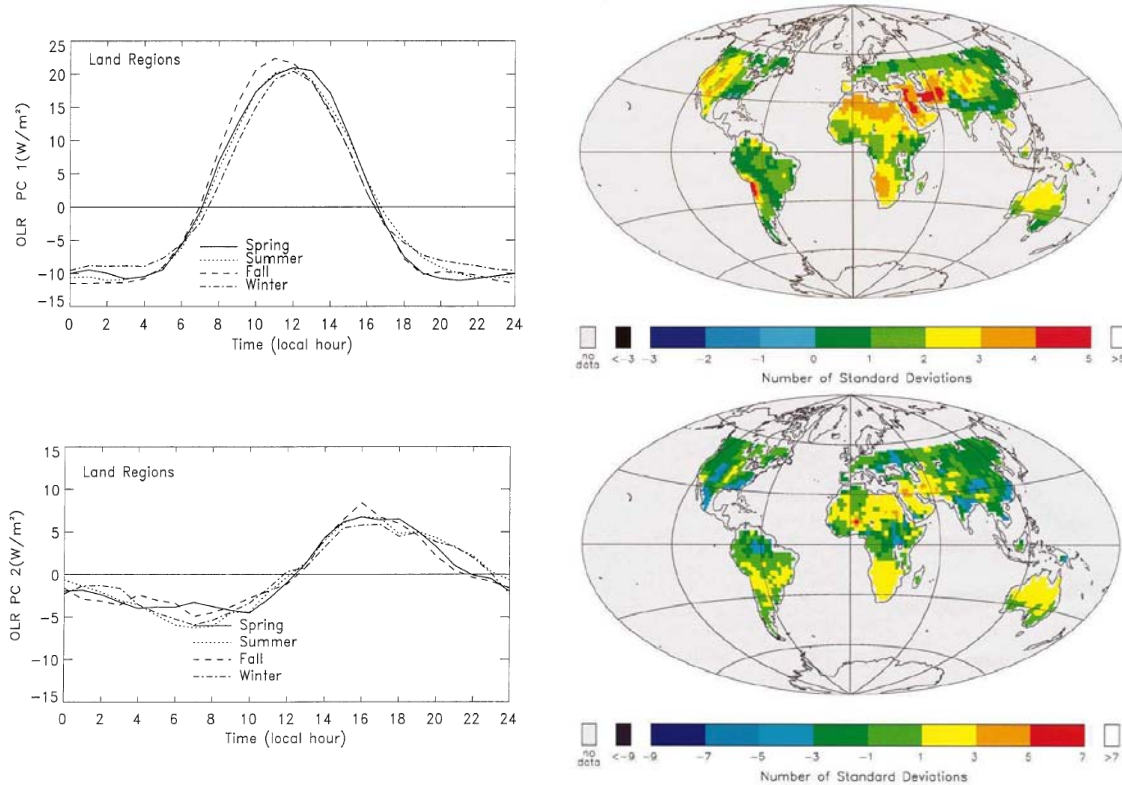 Land Regions
OLR PC 1(W/m²)
25
20
15
10
5
0
−5
−10
−15
Spring
Summer
Fall
Winter
0 2 4 6 8 10 12 14 16 18 20 22 24
Time (local hour)
no data <−3 −3 −2 −1 0 1 2 3 4 5
Number of Standard Deviations
Land Regions
OLR PC 2(W/m²)
15
10
5
0
−5
−10
−15
Spring
Summer
Fall
Winter
0 2 4 6 8 10 12 14 16 18 20 22 24
Time (local hour)
no data <−9 −9 −7 −5 −3 −1 1 3 5 7 >7
Number of Standard Deviations